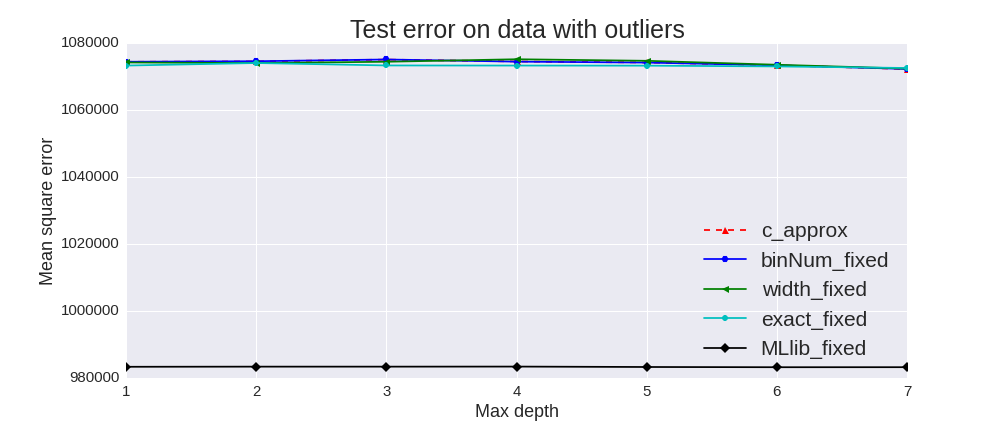 Test error on data with outliers
1080000
1060000
1040000
1020000
1000000
980000
Mean square error
c_approx
binNum_fixed
width_fixed
exact_fixed
MLlib_fixed
1 2 3 4 5 6 7
Max depth